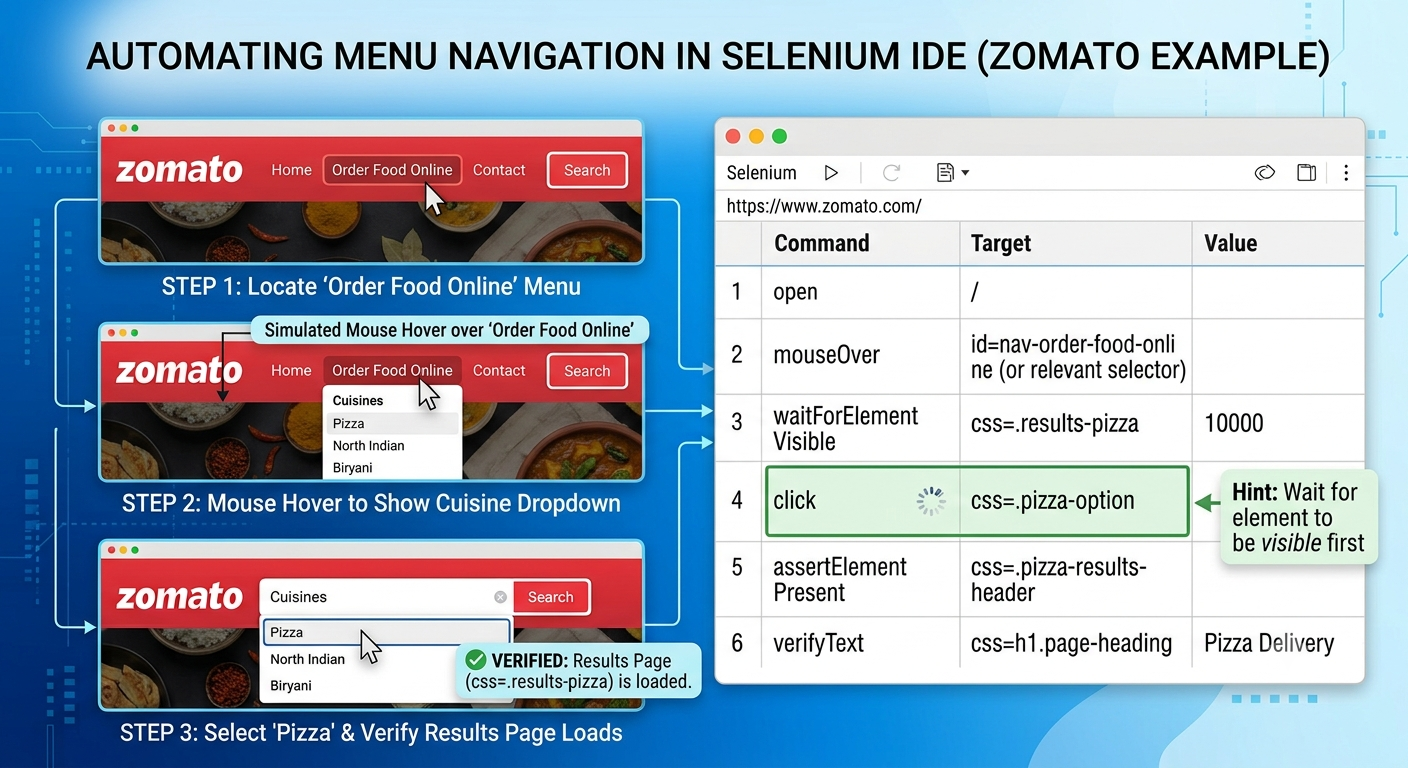 AUTOMATING MENU NAVIGATION IN SELENIUM IDE (ZOMATO EXAMPLE)
zomato
Home
Order Food Online
Contact
Search
STEP 1: Locate ‘Order Food Online’ Menu
Simulated Mouse Hover over ‘Order Food Online’
zomato
Home
Order Food Online
Contact
Search
Cuisines
Pizza
North Indian
Biryani
STEP 2: Mouse Hover to Show Cuisine Dropdown
zomato
Cuisines
Search
Pizza
North Indian
Biryani
VERIFIED: Results Page
(css=.results-pizza) is loaded.
STEP 3: Select 'Pizza' & Verify Results Page Loads
Selenium
https://www.zomato.com/
Command Target Value
1 open /
2 mouseOver id=nav-order-food-onli
ne (or relevant selector)
3 waitForElement
Visible css=.results-pizza 10000
4 click css=.pizza-option
Hint: Wait for
element to
be visible first
5 assertElement
Present css=.pizza-results-
header
6 verifyText css=h1.page-heading Pizza Delivery